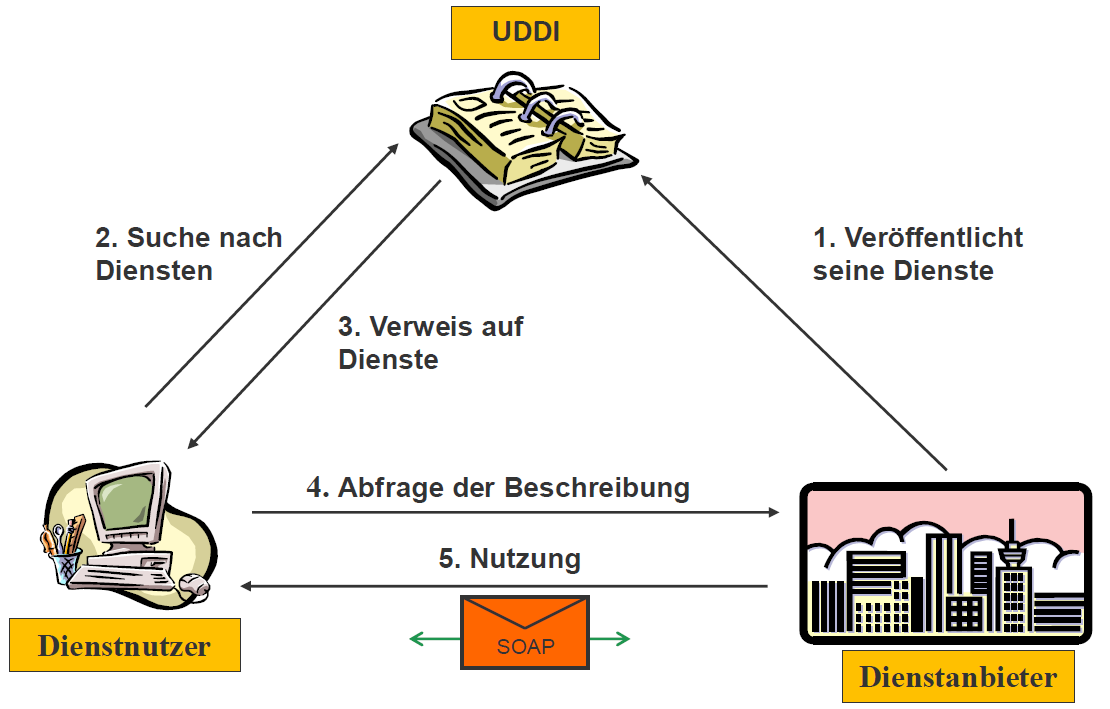 UDDI
2. Suche nach
Diensten
1. Veröffentlicht
seine Dienste
3. Verweis auf
Dienste
4. Abfrage der Beschreibung
5. Nutzung
SOAP
Dienstnutzer
Dienstanbieter